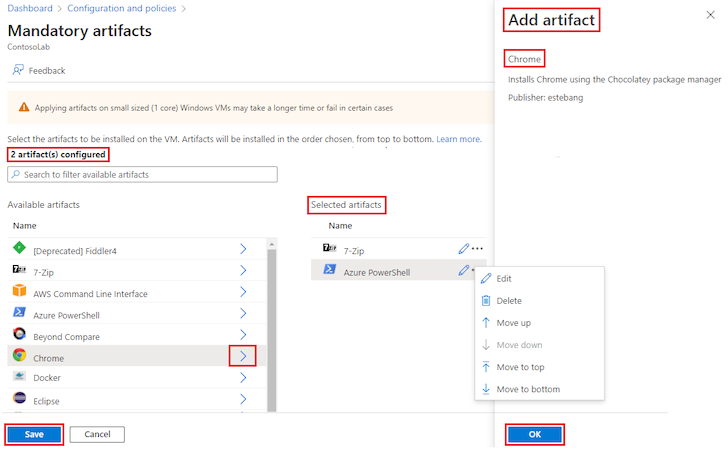 Dashboard > Configuration and policies >
Mandatory artifacts
ContosoLab
Feedback
Applying artifacts on small sized (1 core) Windows VMs may take a longer time or fail in certain cases
Select the artifacts to be installed on the VM. Artifacts will be installed in the order chosen, from top to bottom. Learn more.
2 artifact(s) configured
Search to filter available artifacts
Available artifacts
Name
[Deprecated] Fiddler4
7-Zip
AWS Command Line Interface
Azure PowerShell
Beyond Compare
Chrome
Docker
Eclipse
Selected artifacts
Name
7-Zip
Azure PowerShell
Edit
Delete
Move up
Move down
Move to top
Move to bottom
Save
Cancel
Add artifact
Chrome
Installs Chrome using the Chocolatey package manager
Publisher: estebang
OK